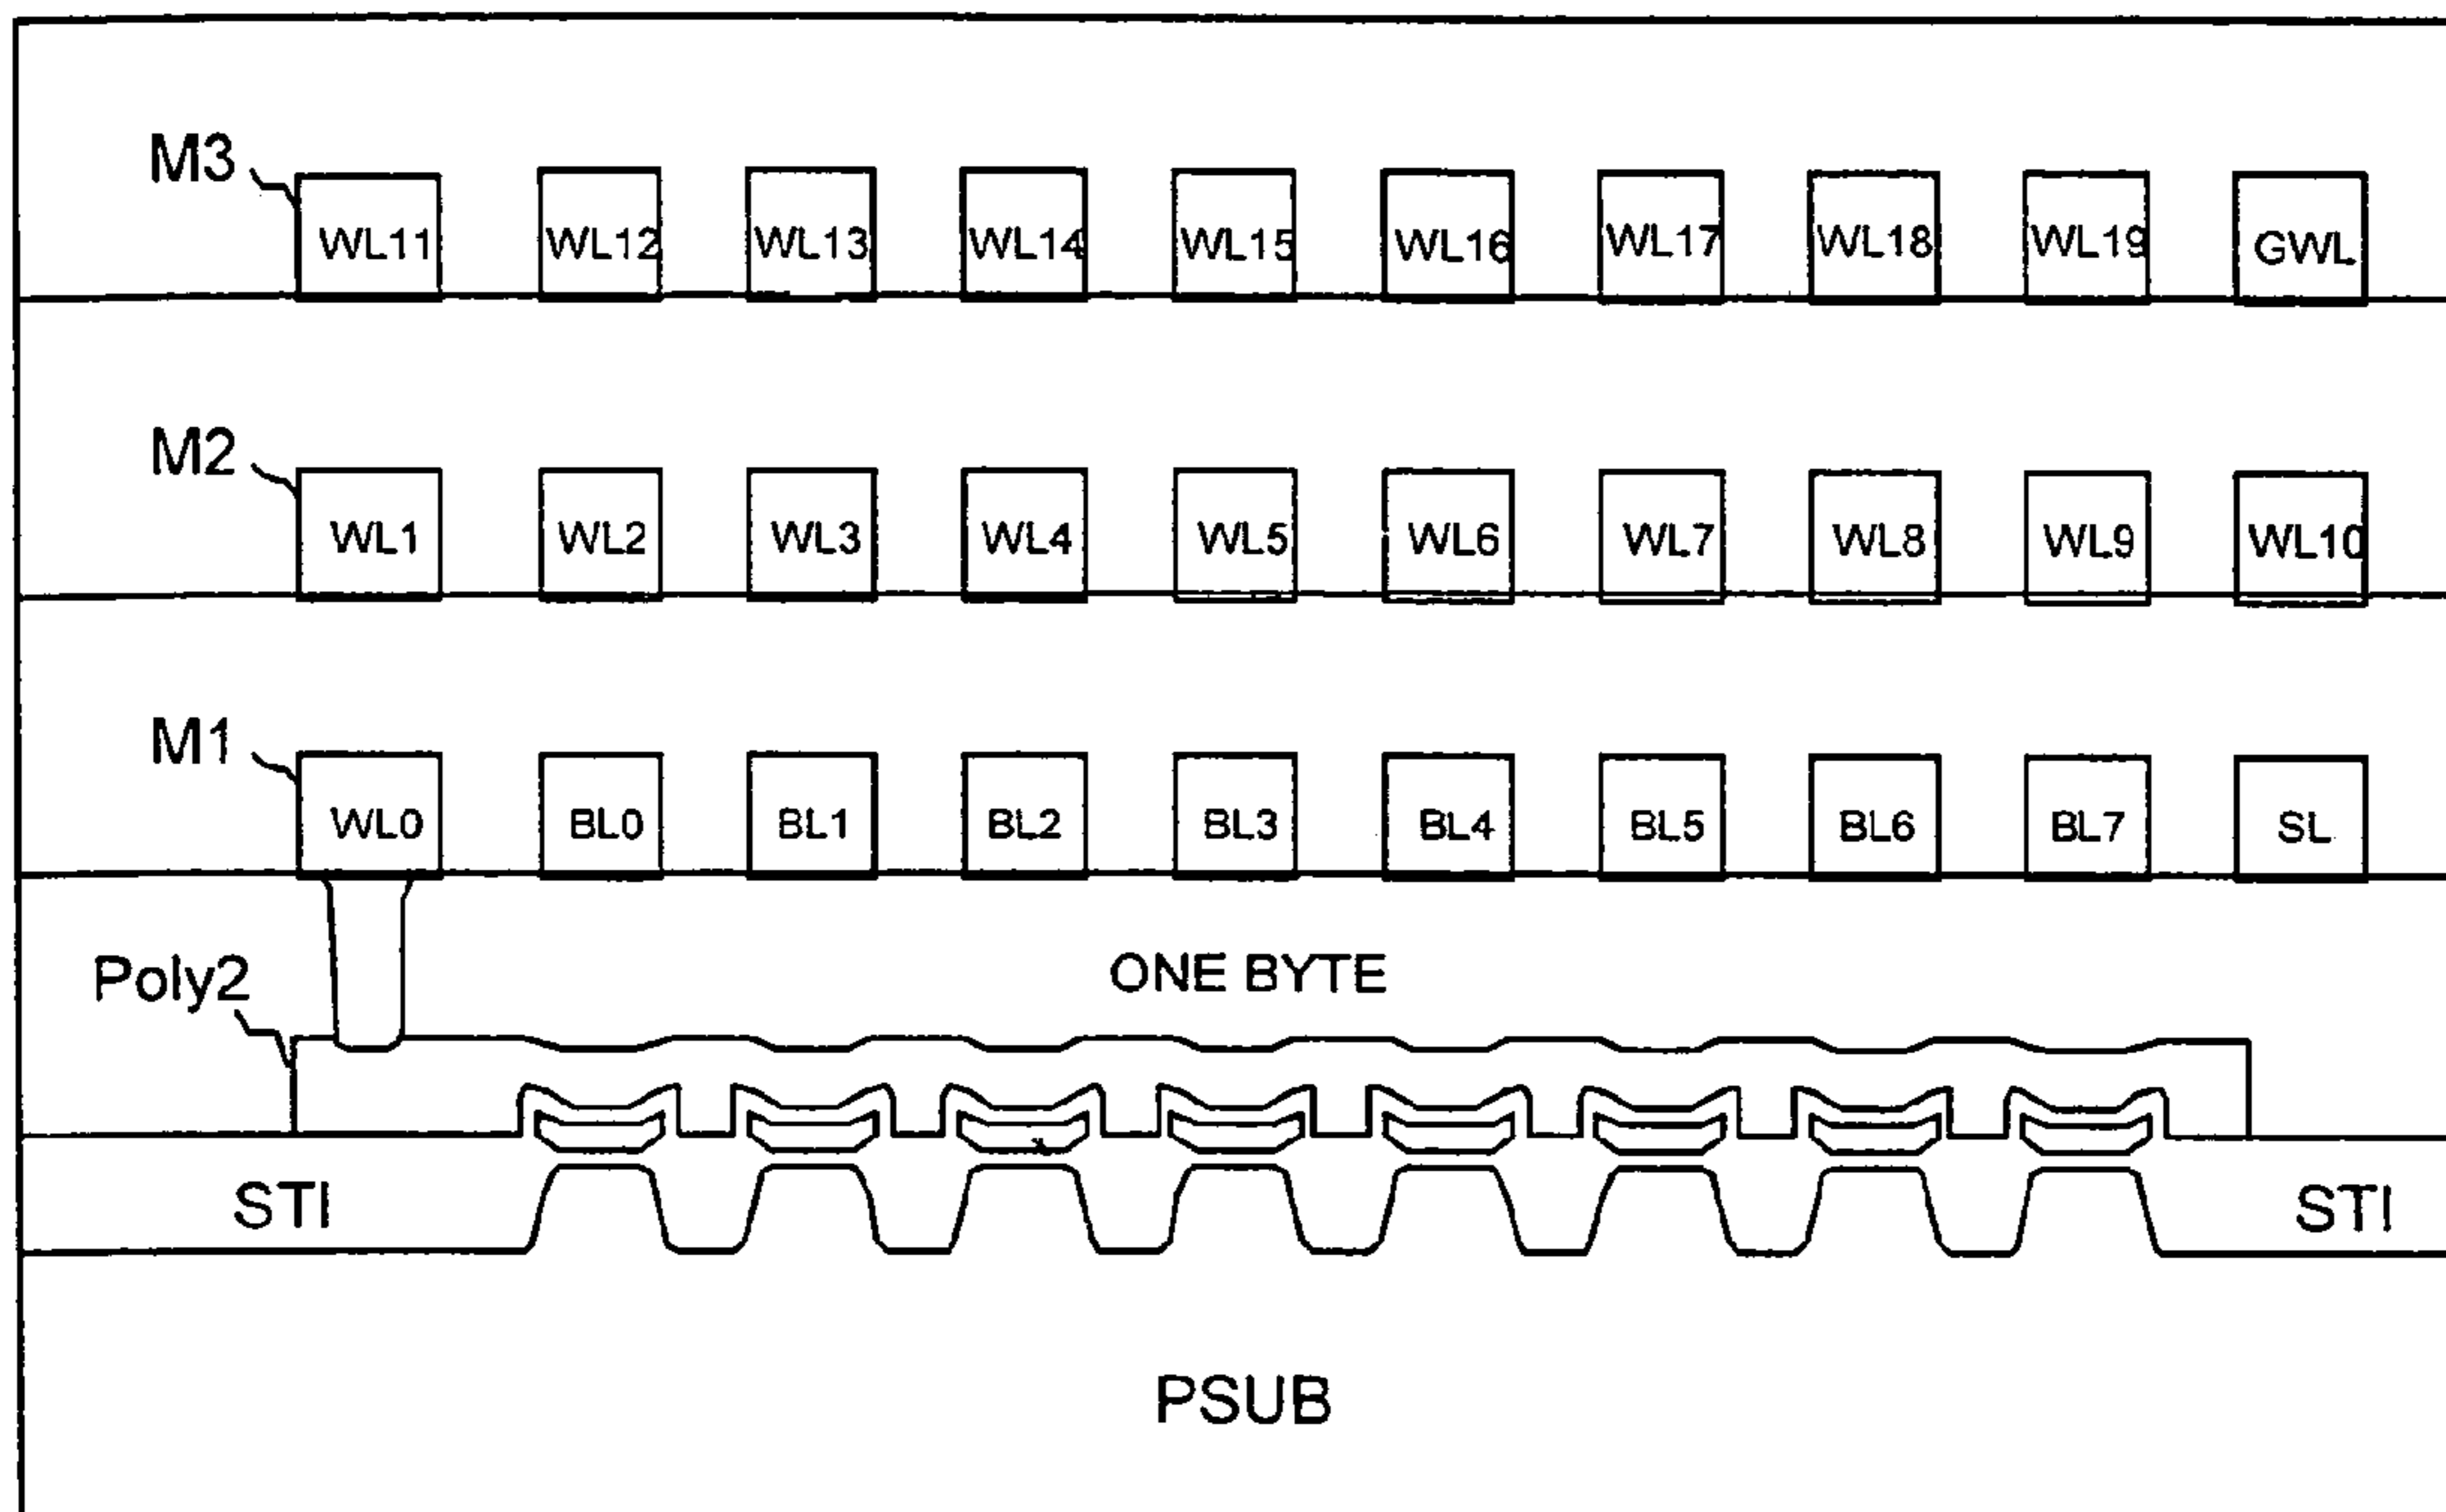 M3
WL11 WL12 WL13 WL14 WL15 WL16 WL17 WL18 WL19 GWL
M2
WL1 WL2 WL3 WL4 WL5 WL6 WL7 WL8 WL9 WL10
M1
WL0 BL0 BL1 BL2 BL3 BL4 BL5 BL6 BL7 SL
Poly2
ONE BYTE
STI STI
PSUB